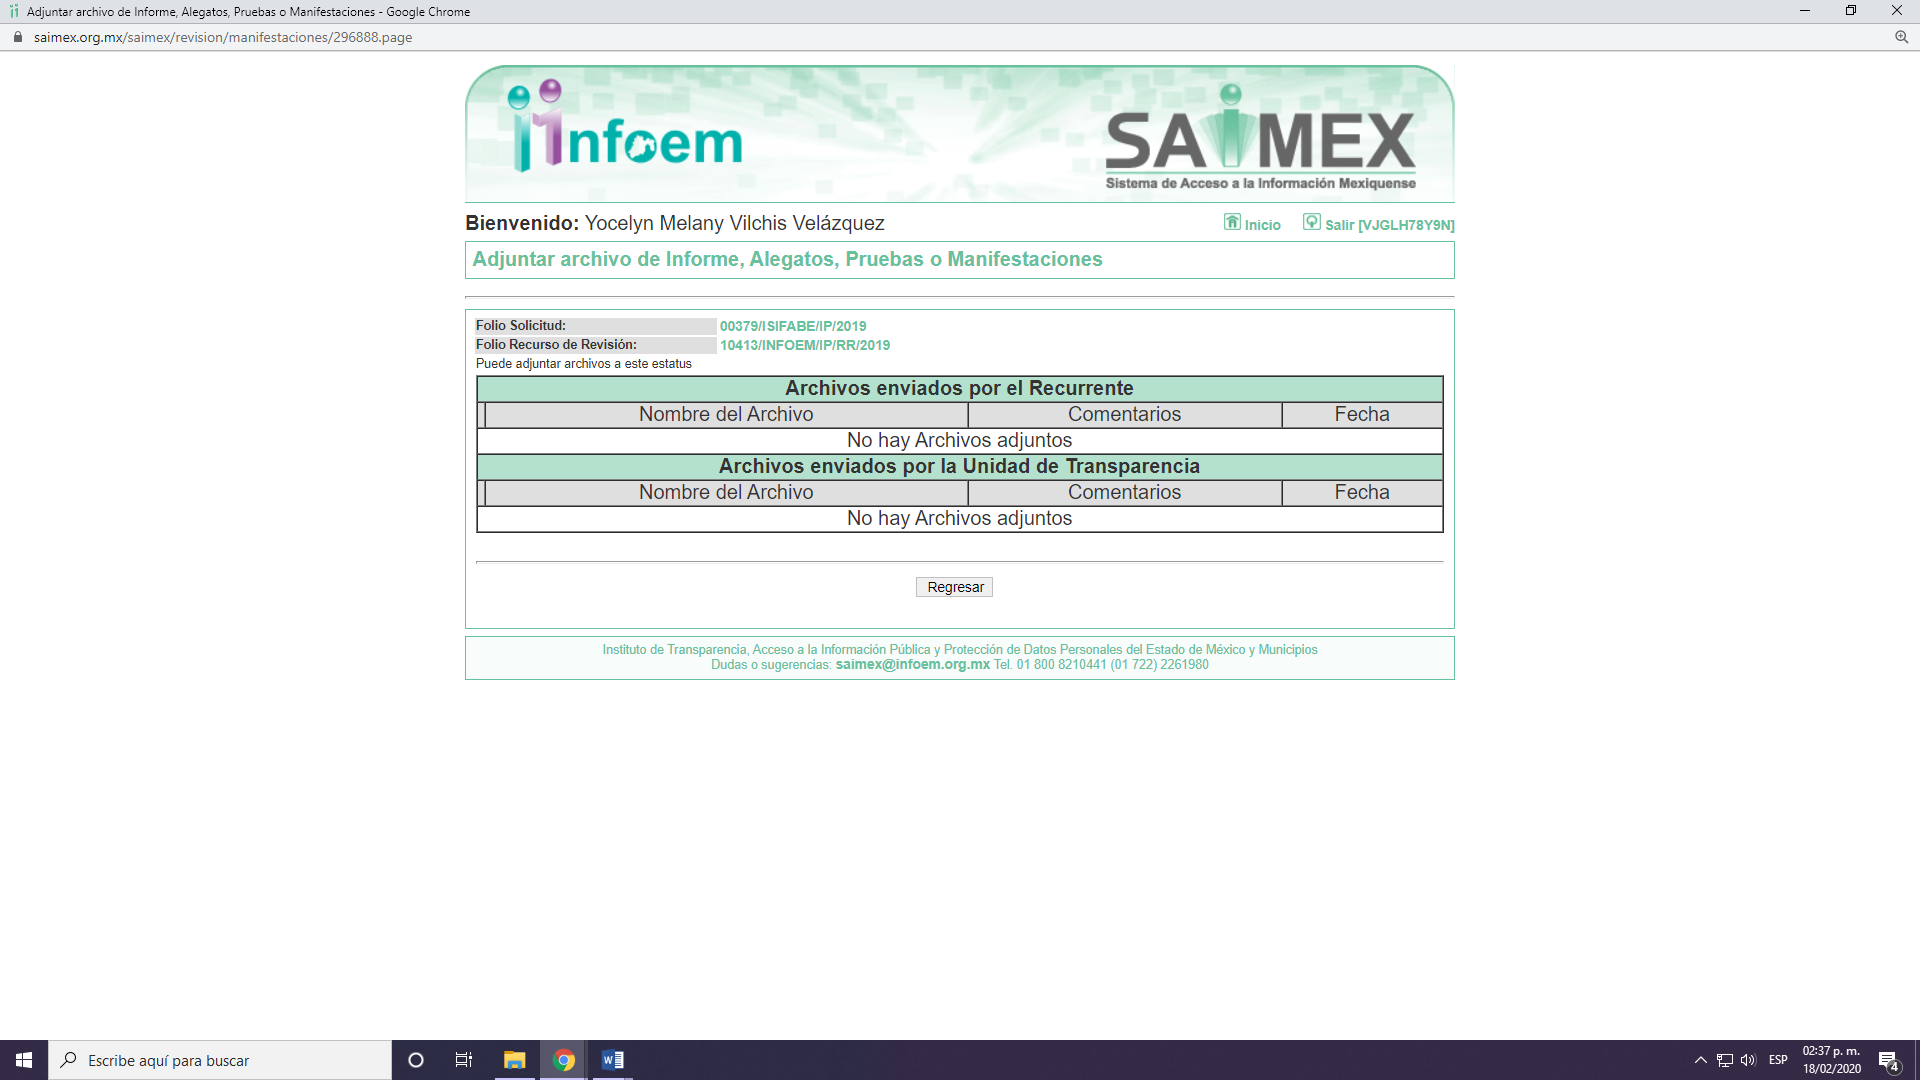 Adjuntar archivo de Informe, Alegatos, Pruebas o Manifestaciones - Google Chrome
saimex.org.mx/saimex/revision/manifestaciones/296888.page
infoem
SAIMEX
Sistema de Acceso a la Información Mexiquense
Bienvenido: Yocelyn Melany Vilchis Velázquez
Inicio
Salir [VJGLH78Y9N]
Adjuntar archivo de Informe, Alegatos, Pruebas o Manifestaciones
Folio Solicitud: 00379/ISIFABE/IP/2019
Folio Recurso de Revisión: 10413/INFOEM/IP/RR/2019
Puede adjuntar archivos a este estatus
Archivos enviados por el Recurrente
Nombre del Archivo Comentarios Fecha
No hay Archivos adjuntos
Archivos enviados por la Unidad de Transparencia
Nombre del Archivo Comentarios Fecha
No hay Archivos adjuntos
Regresar
Instituto de Transparencia, Acceso a la Información Pública y Protección de Datos Personales del Estado de México y Municipios
Dudas o sugerencias: saimex@infoem.org.mx Tel. 01 800 8210441 (01 722) 2261980
Escribe aquí para buscar
ESP
02:37 p. m.
18/02/2020
4